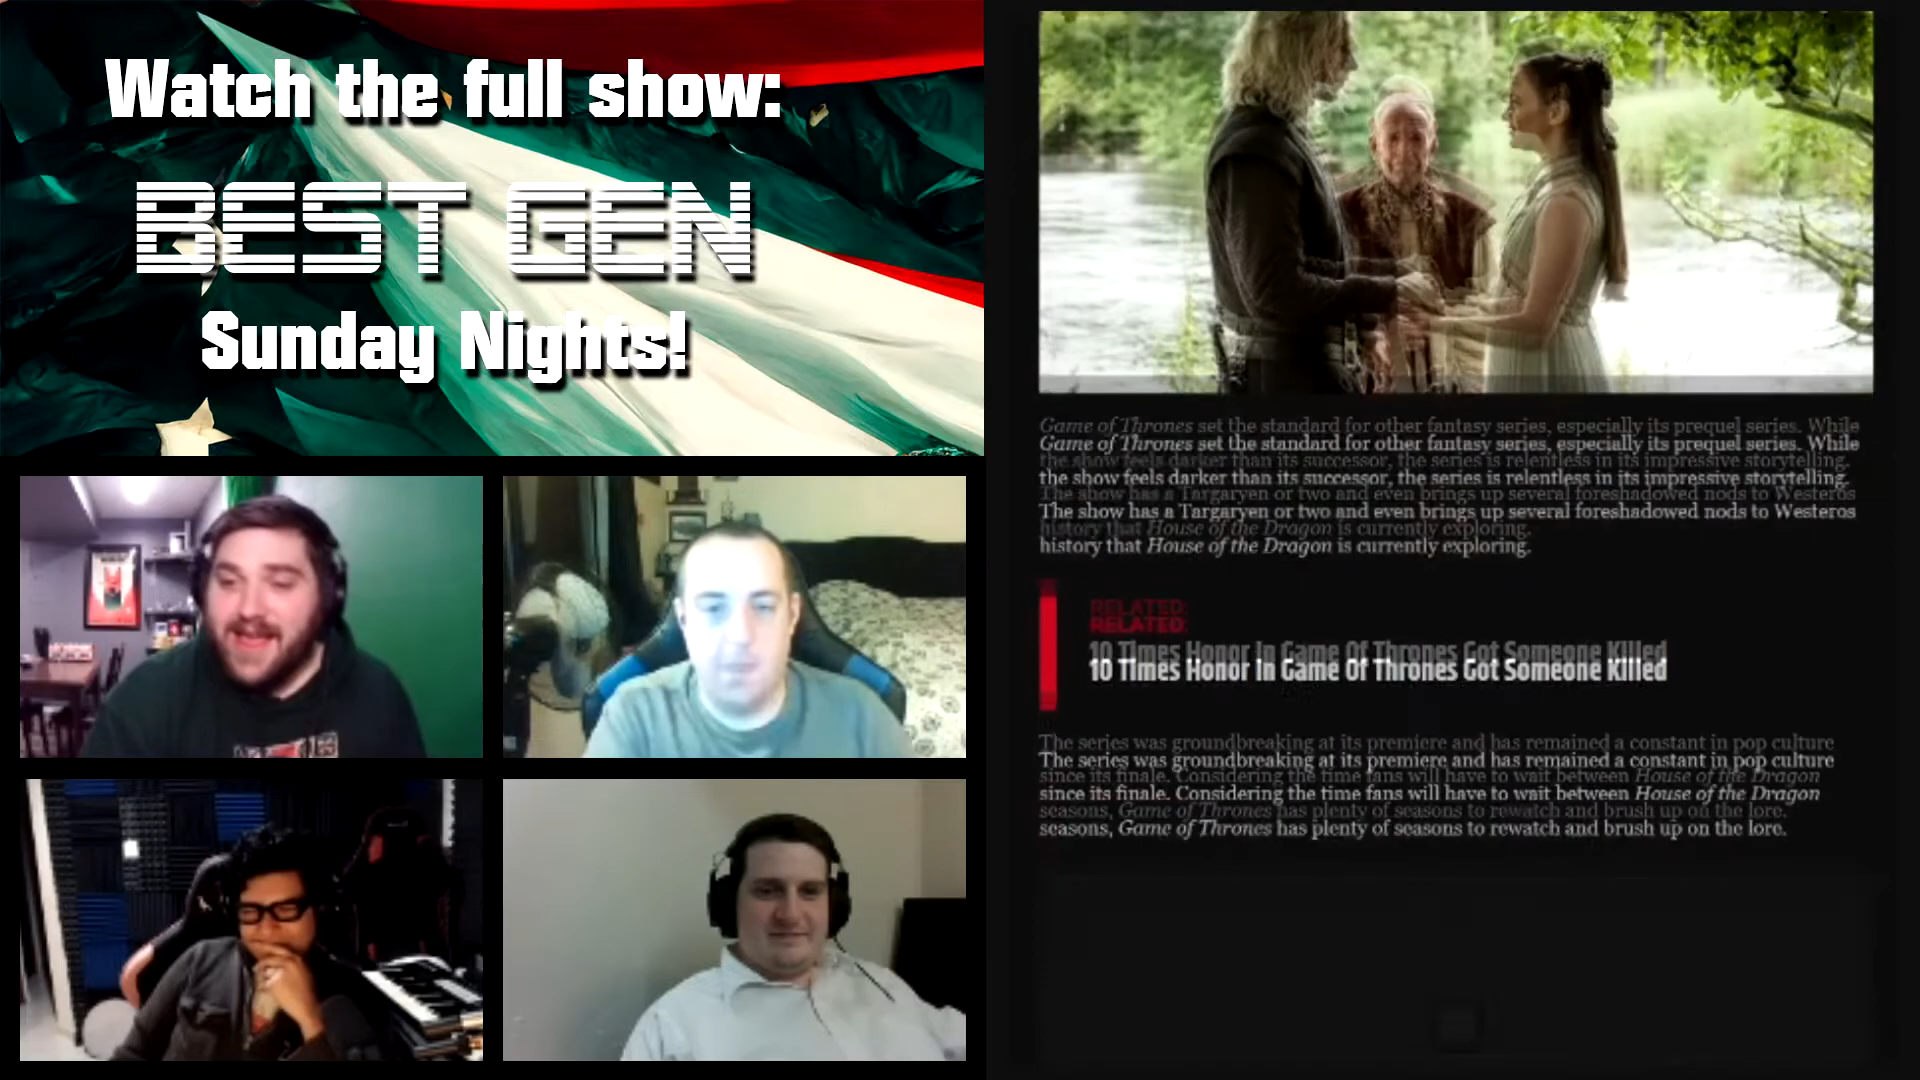 Watch the full show:
BEST GEN
Sunday Nights!
Game of Thrones set the standard for other fantasy series, especially its prequel series. While
the show feels darker than its successor, the series is relentless in its impressive storytelling.
The show has a Targaryen or two and even brings up several foreshadowed nods to Westeros
history that House of the Dragon is currently exploring.
RELATED:
10 Times Honor In Game Of Thrones Got Someone Killed
The series was groundbreaking at its premiere and has remained a constant in pop culture
since its finale. Considering the time fans will have to wait between House of the Dragon
seasons, Game of Thrones has plenty of seasons to rewatch and brush up on the lore.